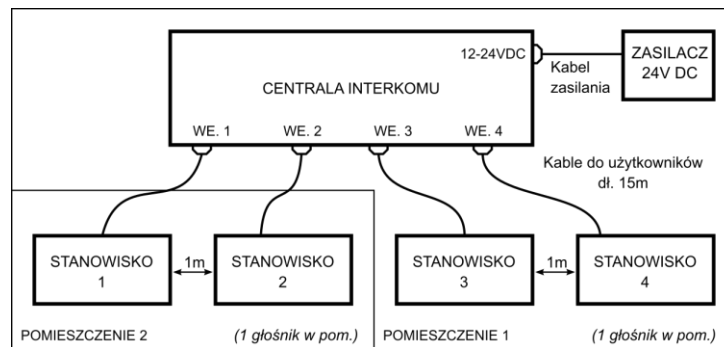 12-24VDC
ZASILACZ
24V DC
Kabel
zasilania
CENTRALA INTERKOMU
WE. 1
WE. 2
WE. 3
WE. 4
Kable do użytkowników
dł. 15m
STANOWISKO
1
1m
STANOWISKO
2
STANOWISKO
3
1m
STANOWISKO
4
POMIESZCZENIE 2
(1 głośnik w pom.)
POMIESZCZENIE 1
(1 głośnik w pom.)